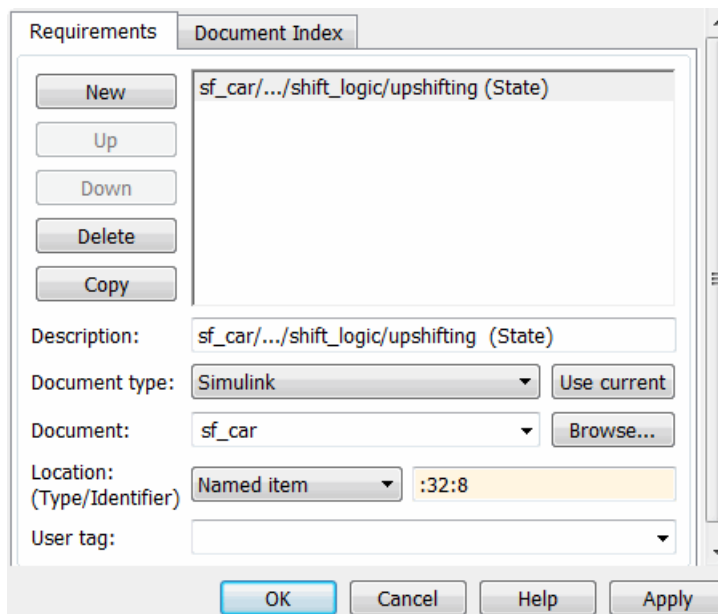 Requirements Document Index
New
sf_car/.../shift_logic/upshifting (State)
Up
Down
Delete
Copy
Description: sf_car/.../shift_logic/upshifting (State)
Document type: Simulink Use current
Document: sf_car Browse...
Location:
(Type/Identifier) Named item :32:8
User tag:
OK Cancel Help Apply